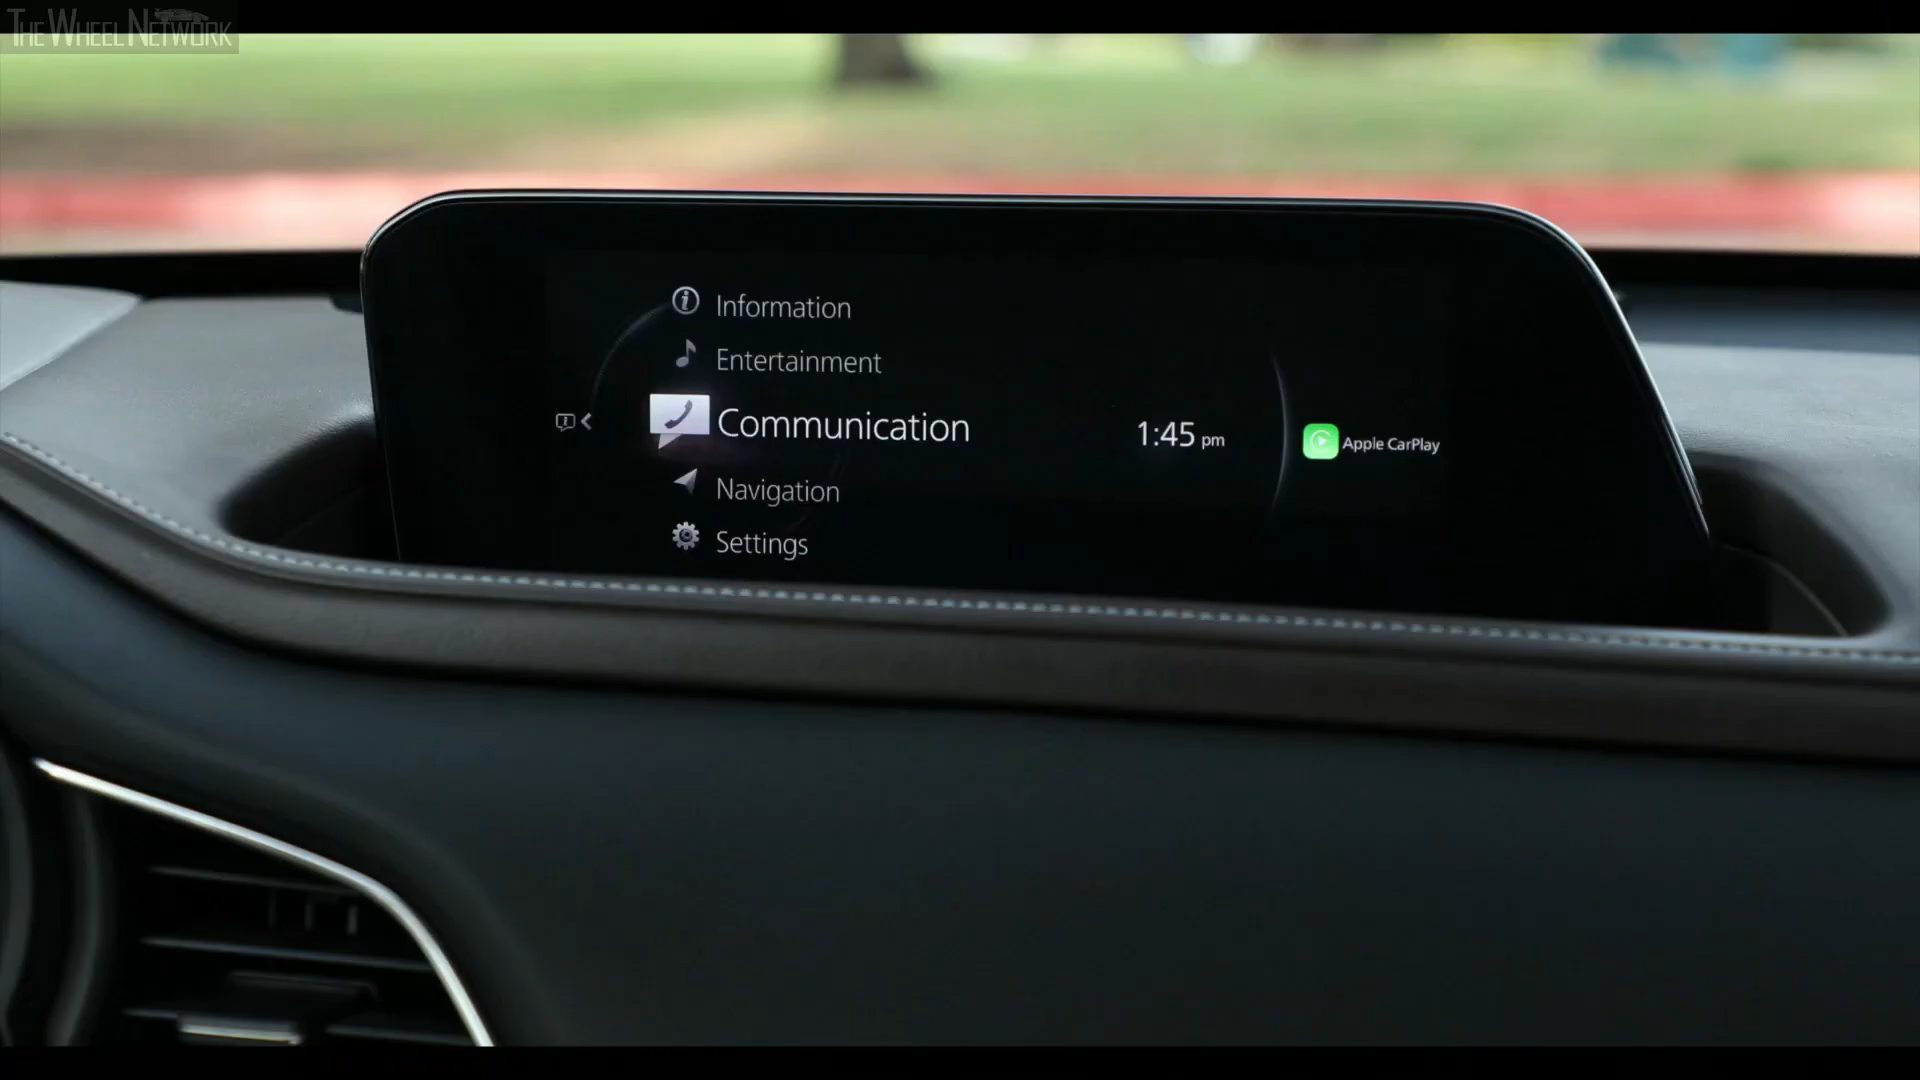 THE WHEEL NETWORK
Information
Entertainment
Communication
1:45 pm
Apple CarPlay
Navigation
Settings